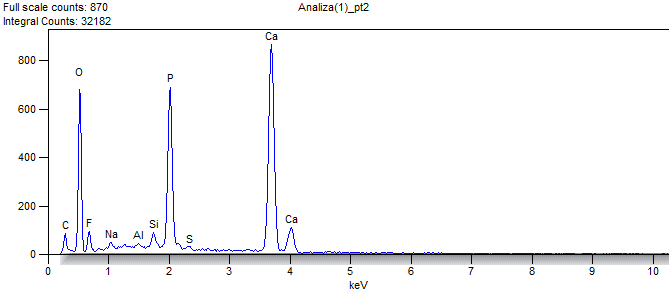 Full scale counts: 870
Analiza(1)_pt2
Integral Counts: 32182
Ca
800
O
P
600
400
200
C
F
Na
Al
Si
S
Ca
0
0 1 2 3 4 5 6 7 8 9 10
keV